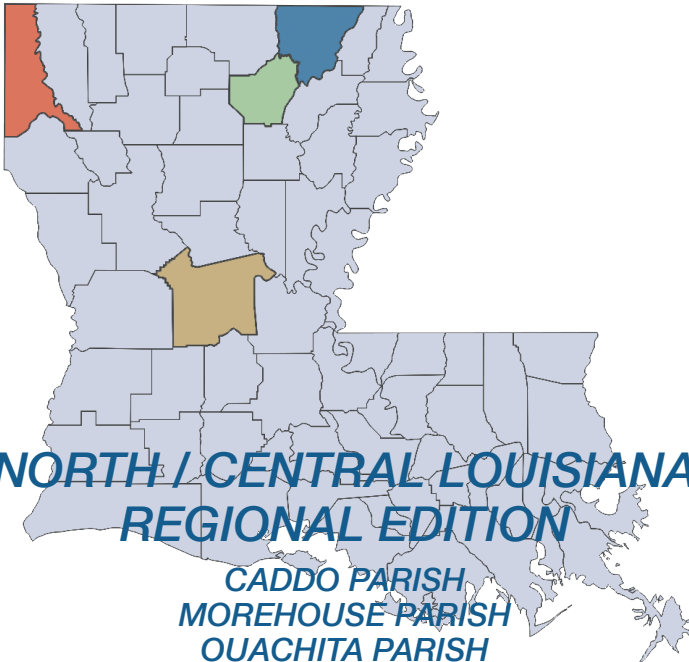 NORTH / CENTRAL LOUISIANA
REGIONAL EDITION
CADDO PARISH
MOREHOUSE PARISH
OUACHITA PARISH